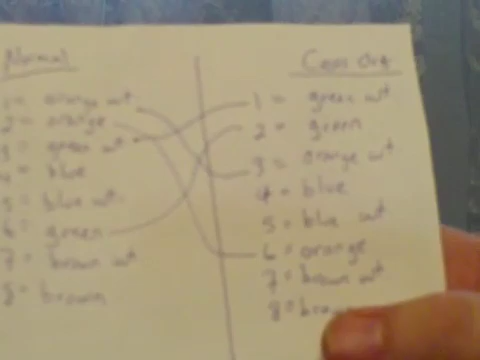 Normal
1 = orange wt
2 = orange
3 = green wt
4 = blue
5 = blue wt
6 = green
7 = brown wt
8 = brown
1 = green wt
2 = green
3 = orange wt
4 = blue
5 = blue wt
6 = orange
7 = brown wt
8 = brown